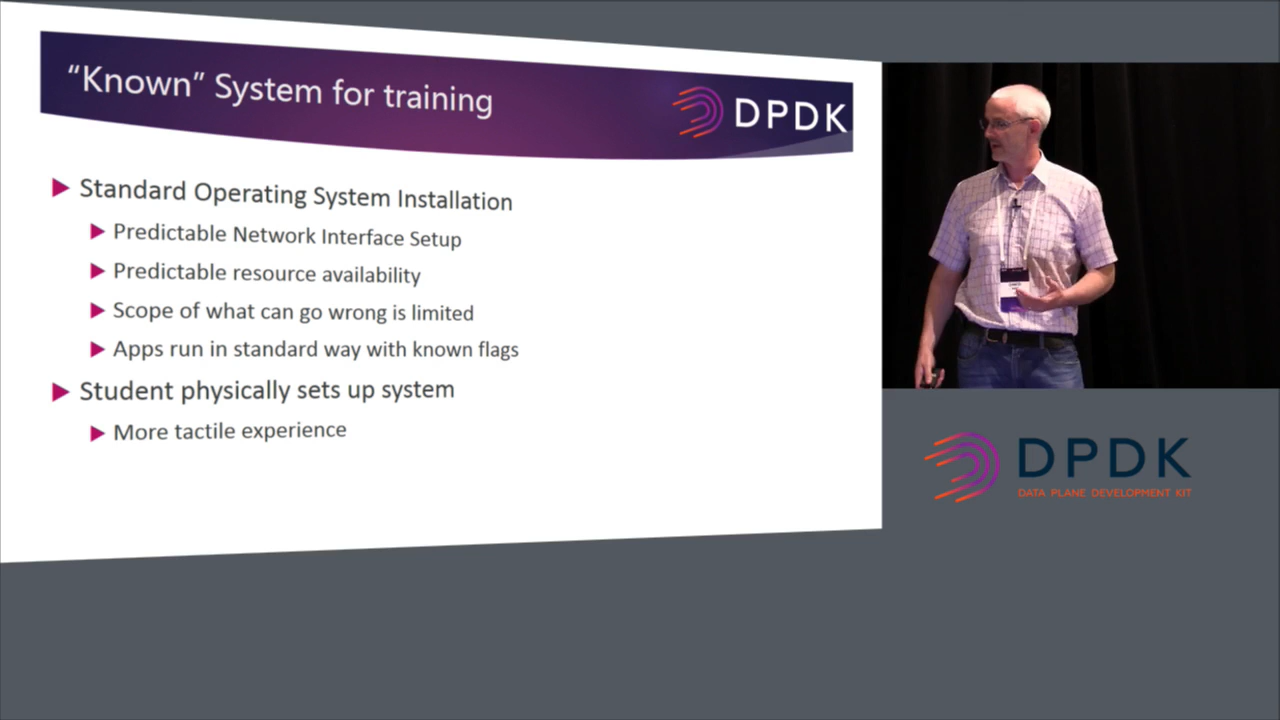 “Known” System for training
DPDK
Standard Operating System Installation
Predictable Network Interface Setup
Predictable resource availability
Scope of what can go wrong is limited
Apps run in standard way with known flags
Student physically sets up system
More tactile experience
DPDK
DATA PLANE DEVELOPMENT KIT